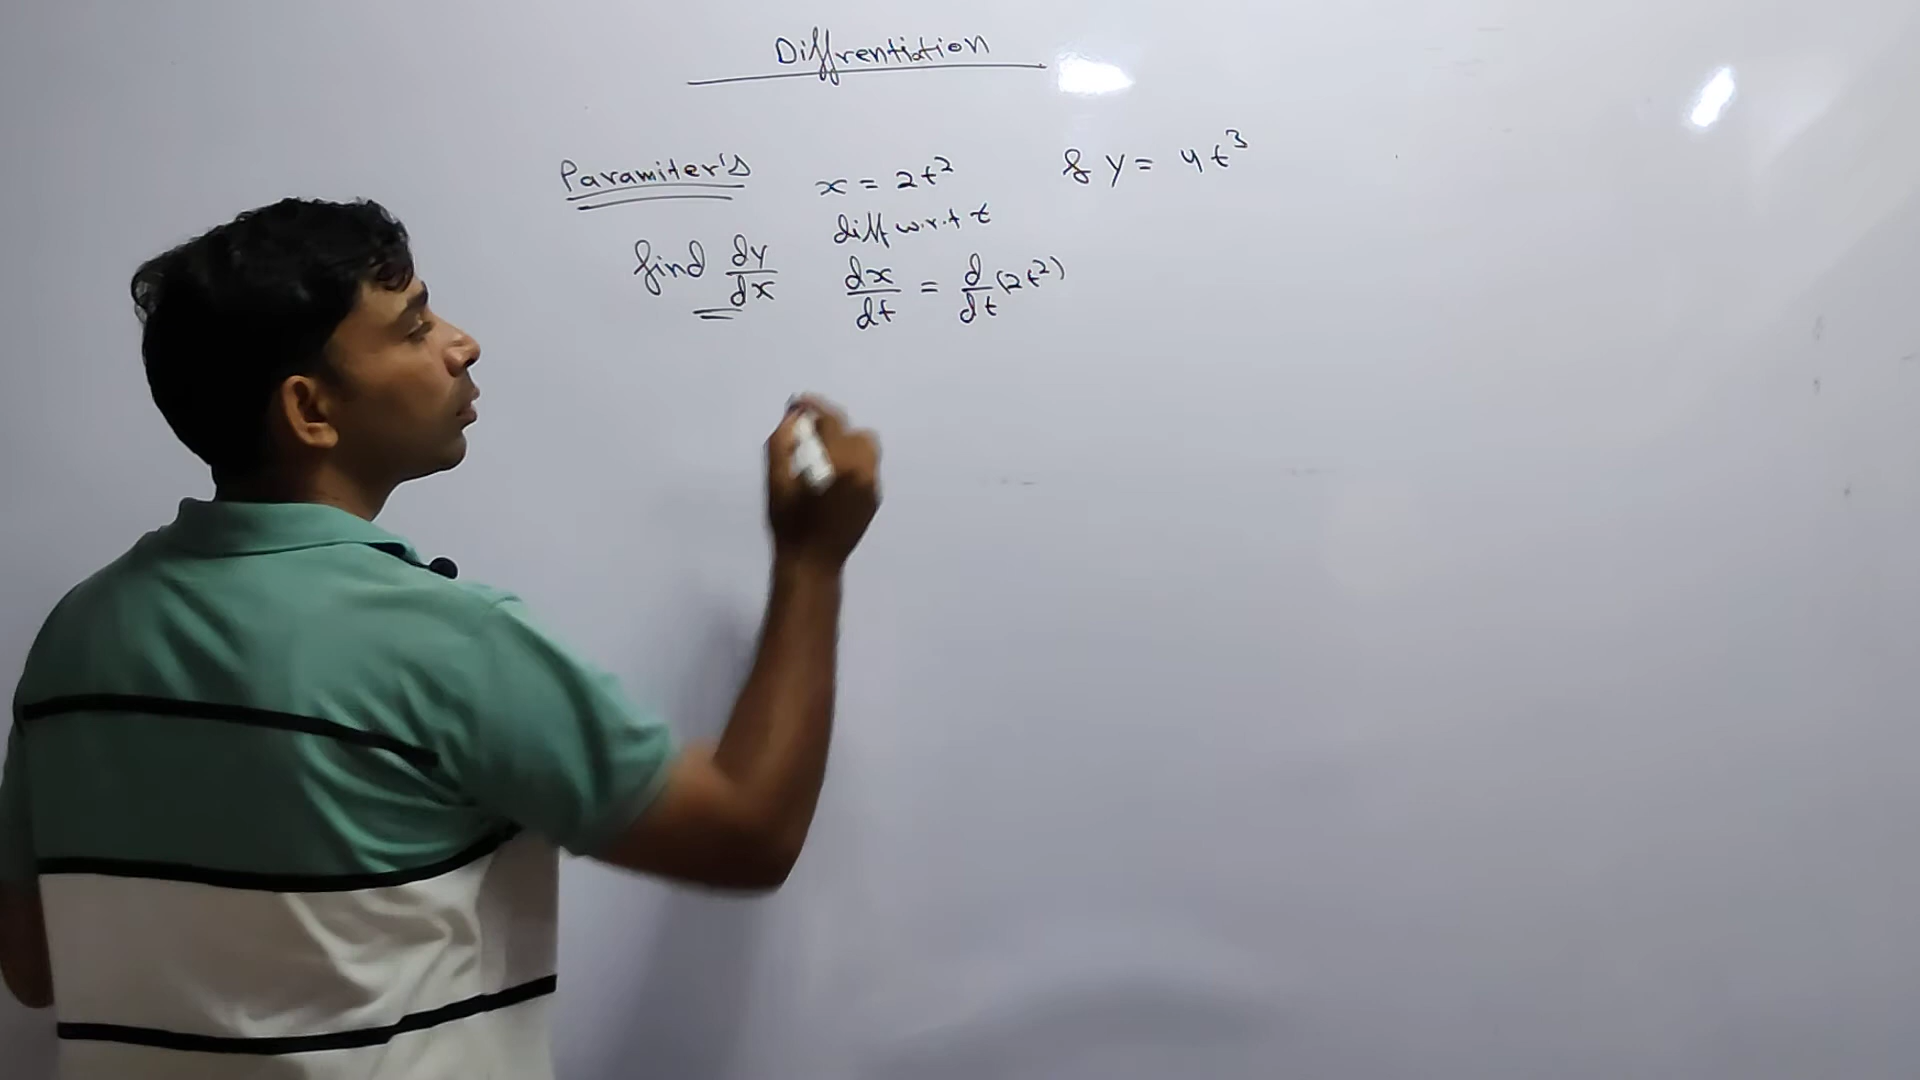 Diffrentiation
Paramiter's x = 2t² & y = 4t³
diff w.r.t t
find dy/dx dx/dt = d/dt (2t²)